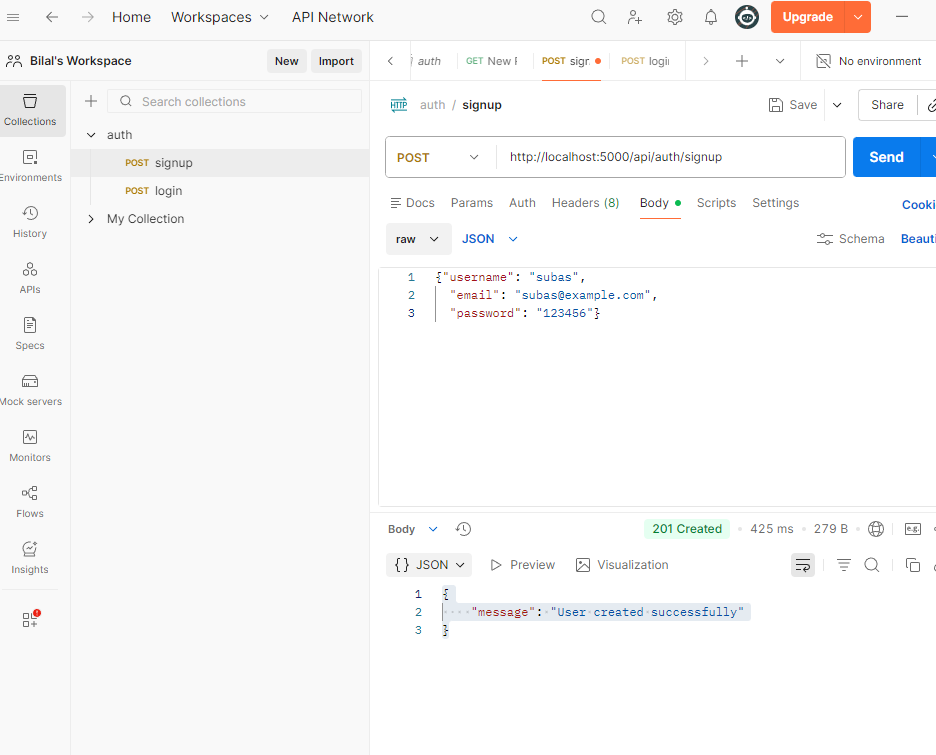 Home Workspaces API Network Upgrade
Bilal's Workspace New Import
auth GET New POST sign POST login No environment
Search collections
Collections
Environments
History
APIs
Specs
Mock servers
Monitors
Flows
Insights
auth
POST signup
POST login
My Collection
HTTP auth / signup Save Share
POST http://localhost:5000/api/auth/signup Send
Docs Params Auth Headers (8) Body Scripts Settings Cooki
raw JSON Schema Beauti
1 {"username": "subas",
2 "email": "subas@example.com",
3 "password": "123456"}
Body 201 Created 425 ms 279 B e.g.
{} JSON Preview Visualization
1 {
2 "message": "User created successfully"
3 }